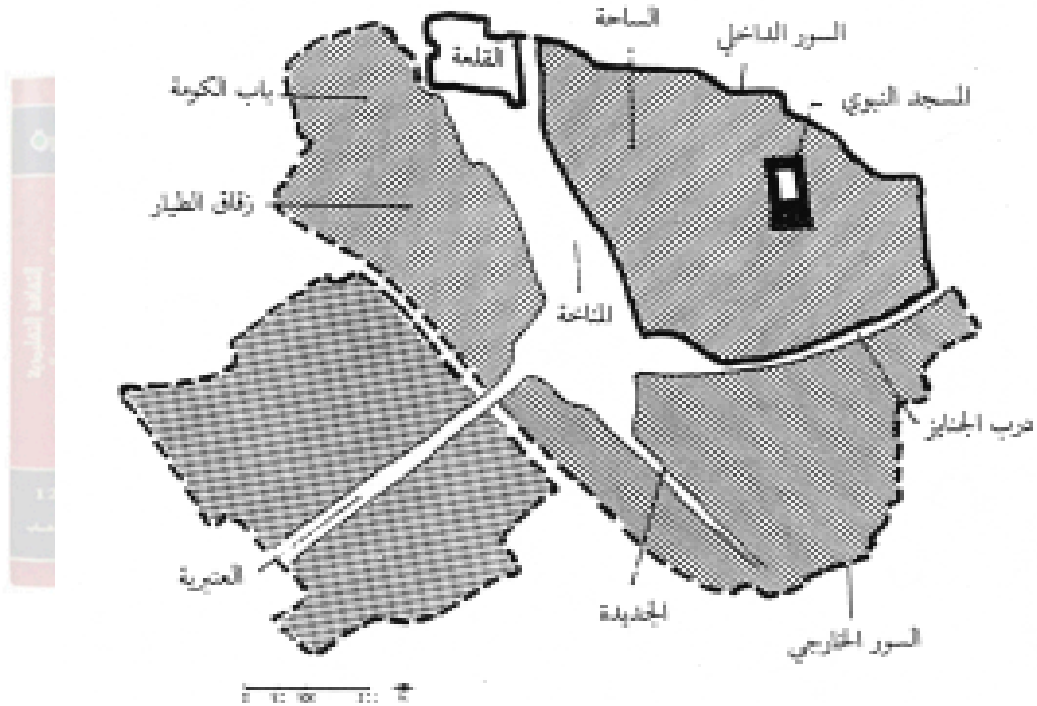 الساحة
السور الداخلي
القلعة
المسجد النبوي
باب الكومة
زقاق الطيار
المناخة
درب الجنايز
العنبرية
الجديدة
السور الخارجي